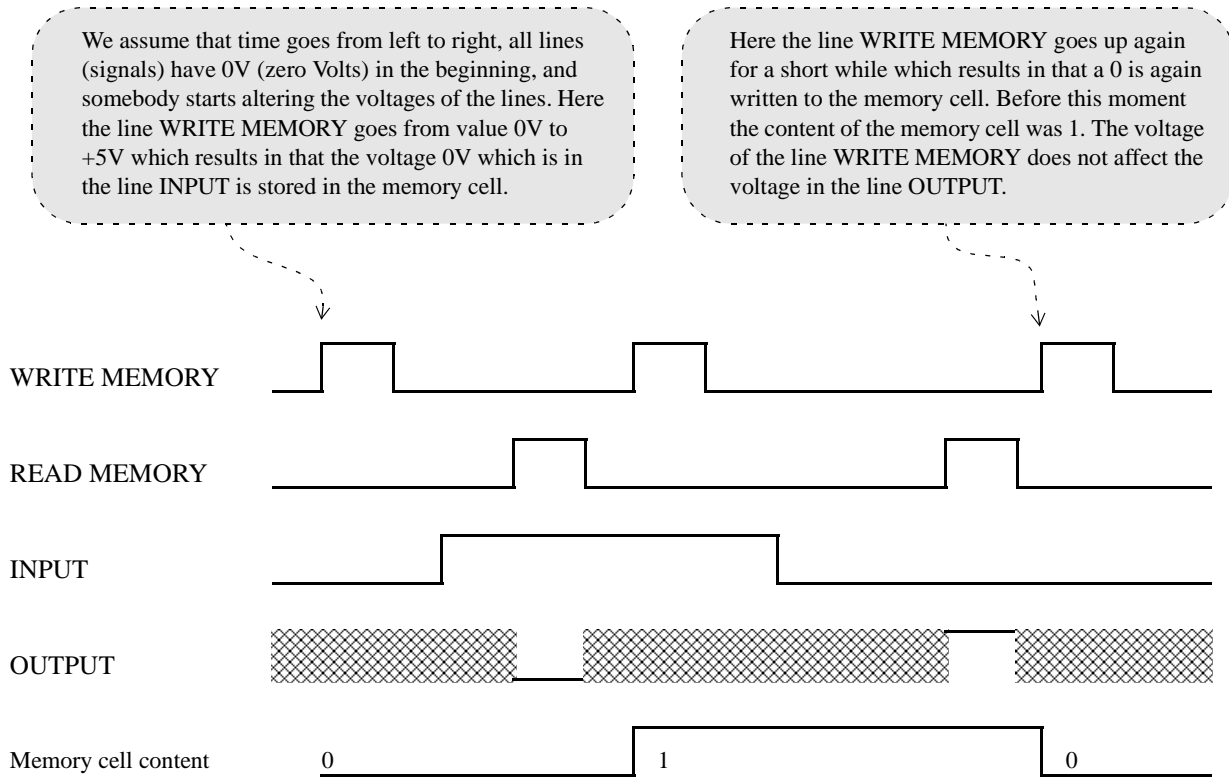 We assume that time goes from left to right, all lines
(signals) have 0V (zero Volts) in the beginning, and
somebody starts altering the voltages of the lines. Here
the line WRITE MEMORY goes from value 0V to
+5V which results in that the voltage 0V which is in
the line INPUT is stored in the memory cell.
Here the line WRITE MEMORY goes up again
for a short while which results in that a 0 is again
written to the memory cell. Before this moment
the content of the memory cell was 1. The voltage
of the line WRITE MEMORY does not affect the
voltage in the line OUTPUT.
WRITE MEMORY
READ MEMORY
INPUT
OUTPUT
Memory cell content 0 1 0